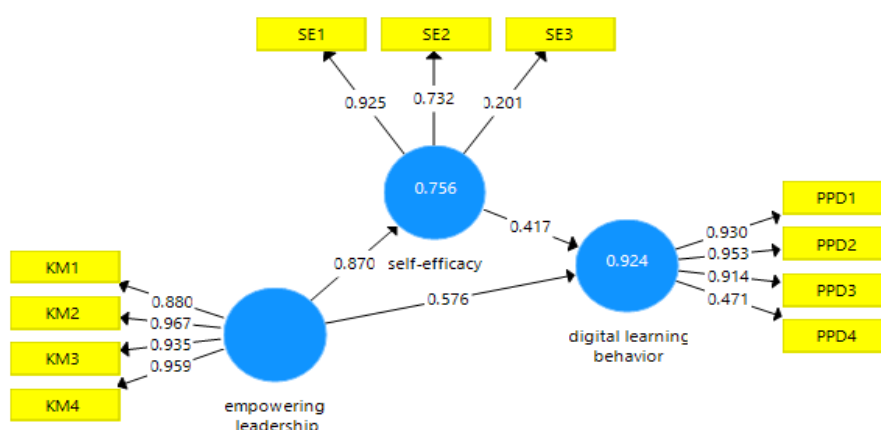 SE1 SE2 SE3
0.925 0.732 0.201
0.756
self-efficacy
0.870
0.417
0.576
KM1
KM2
KM3
KM4
0.880
0.967
0.935
0.959
empowering
leadership
0.924
digital learning
behavior
0.930
0.953
0.914
0.471
PPD1
PPD2
PPD3
PPD4